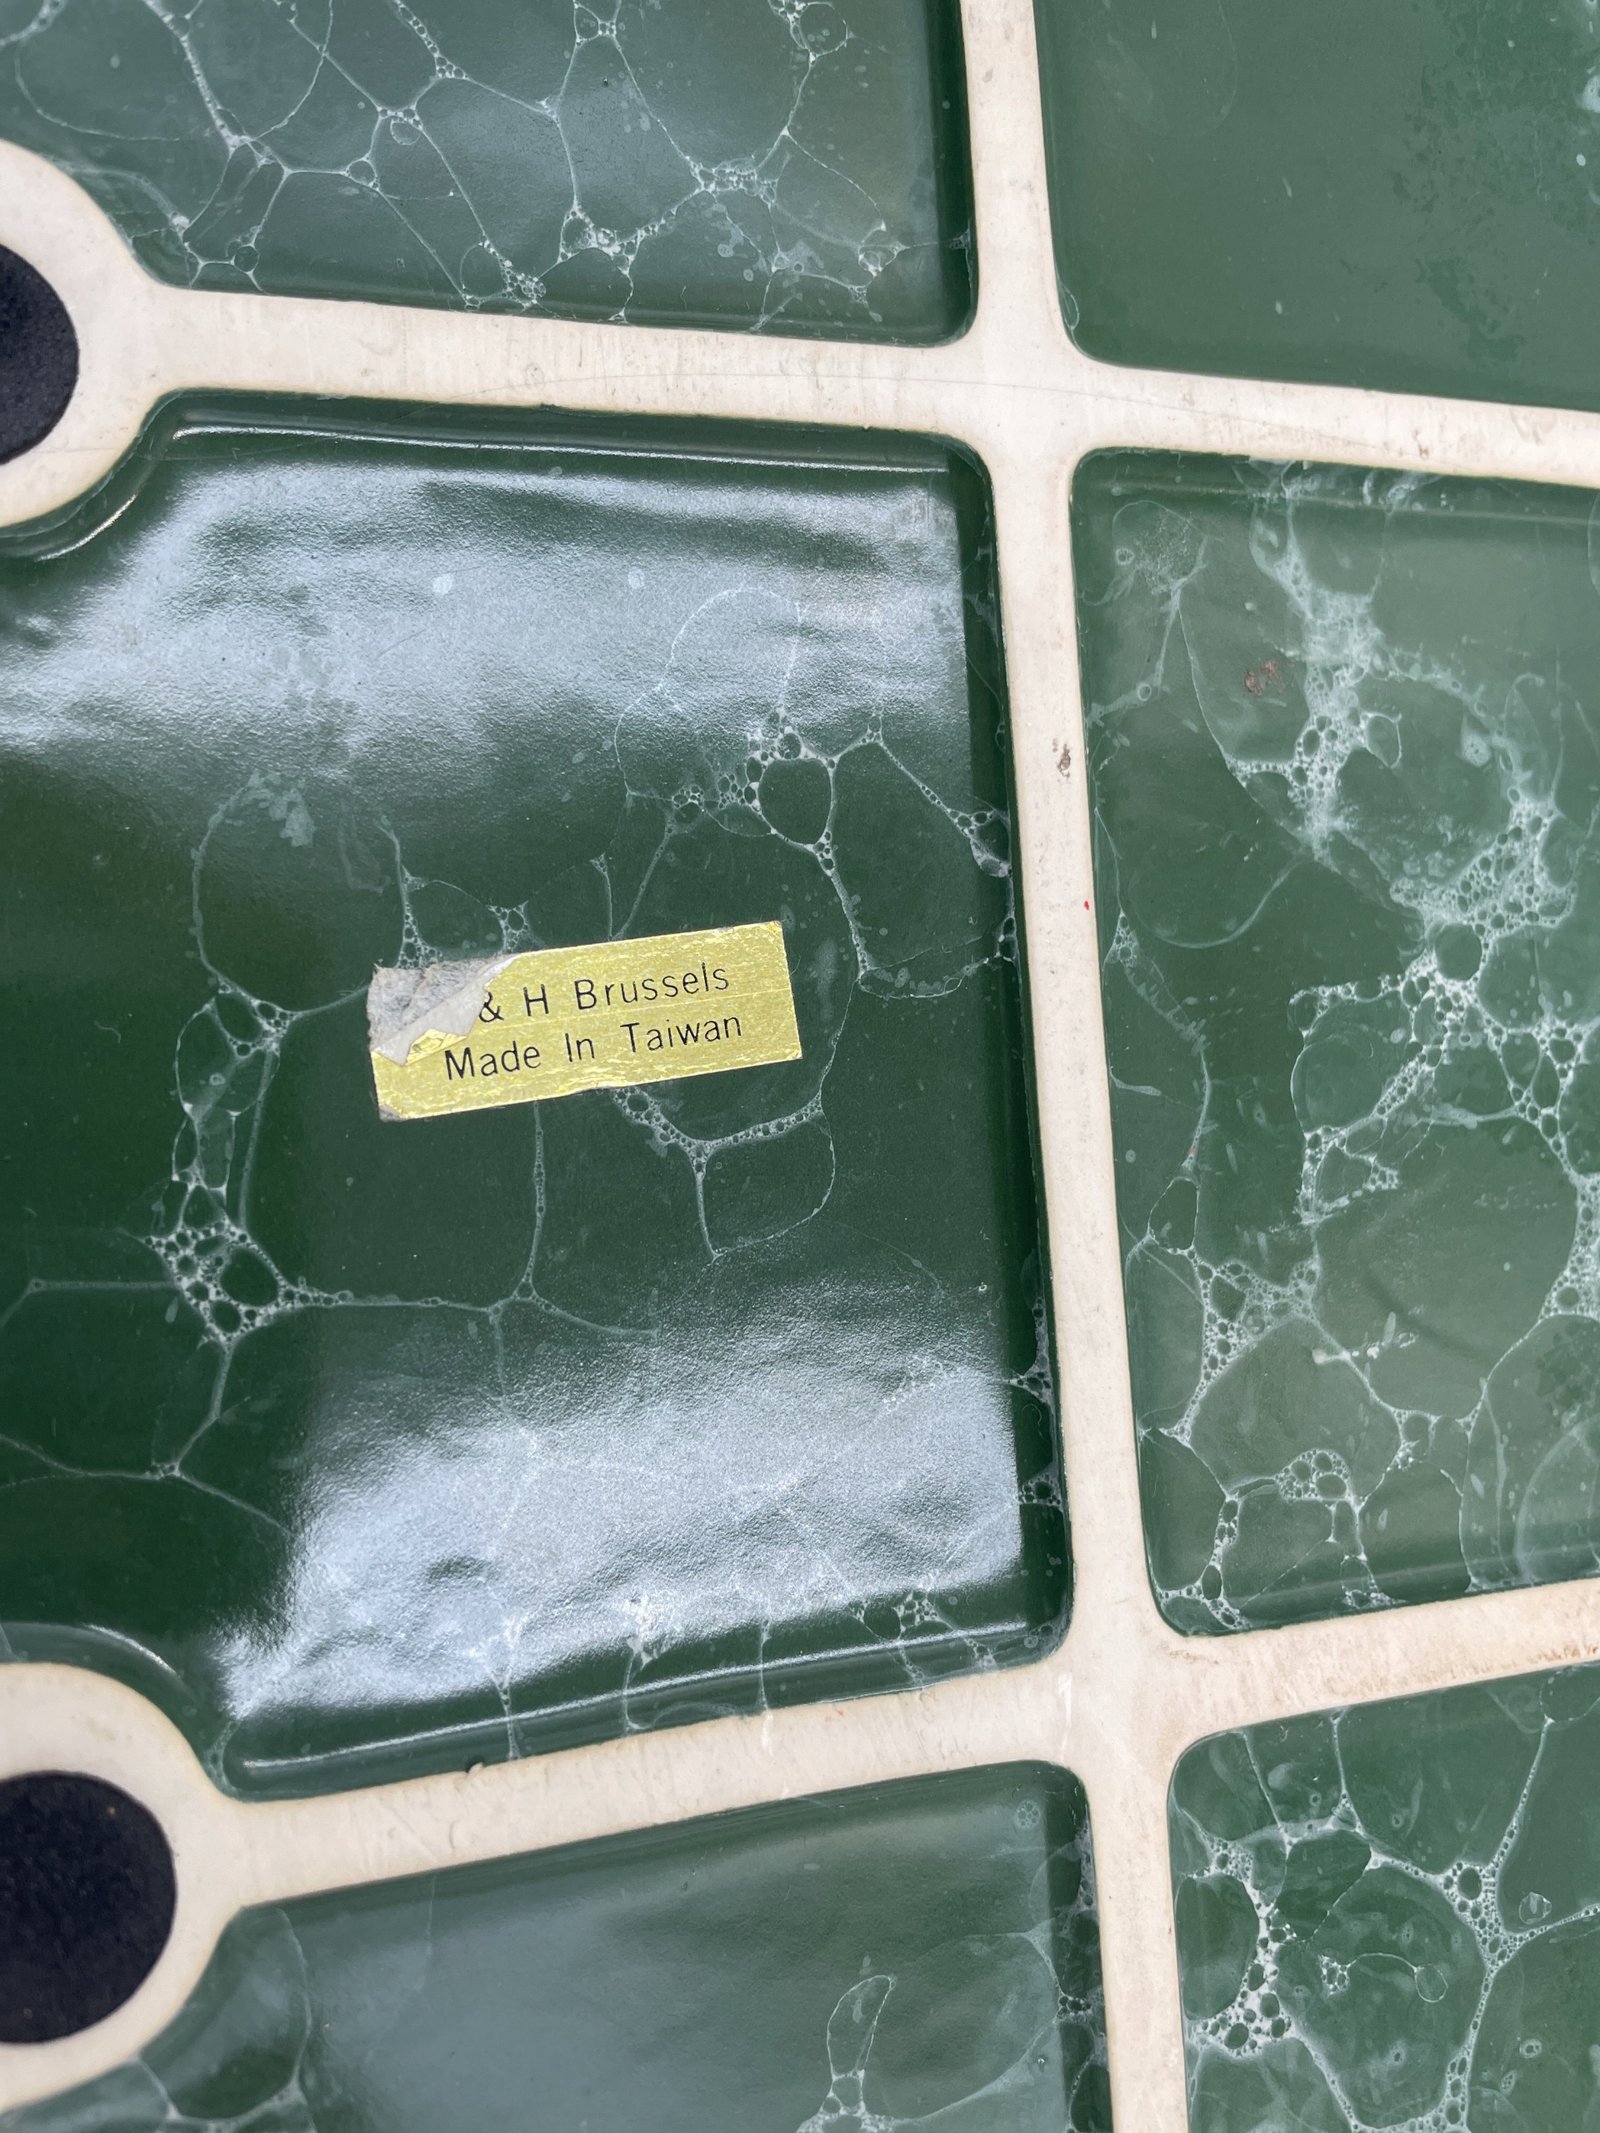 & H Brussels
Made In Taiwan